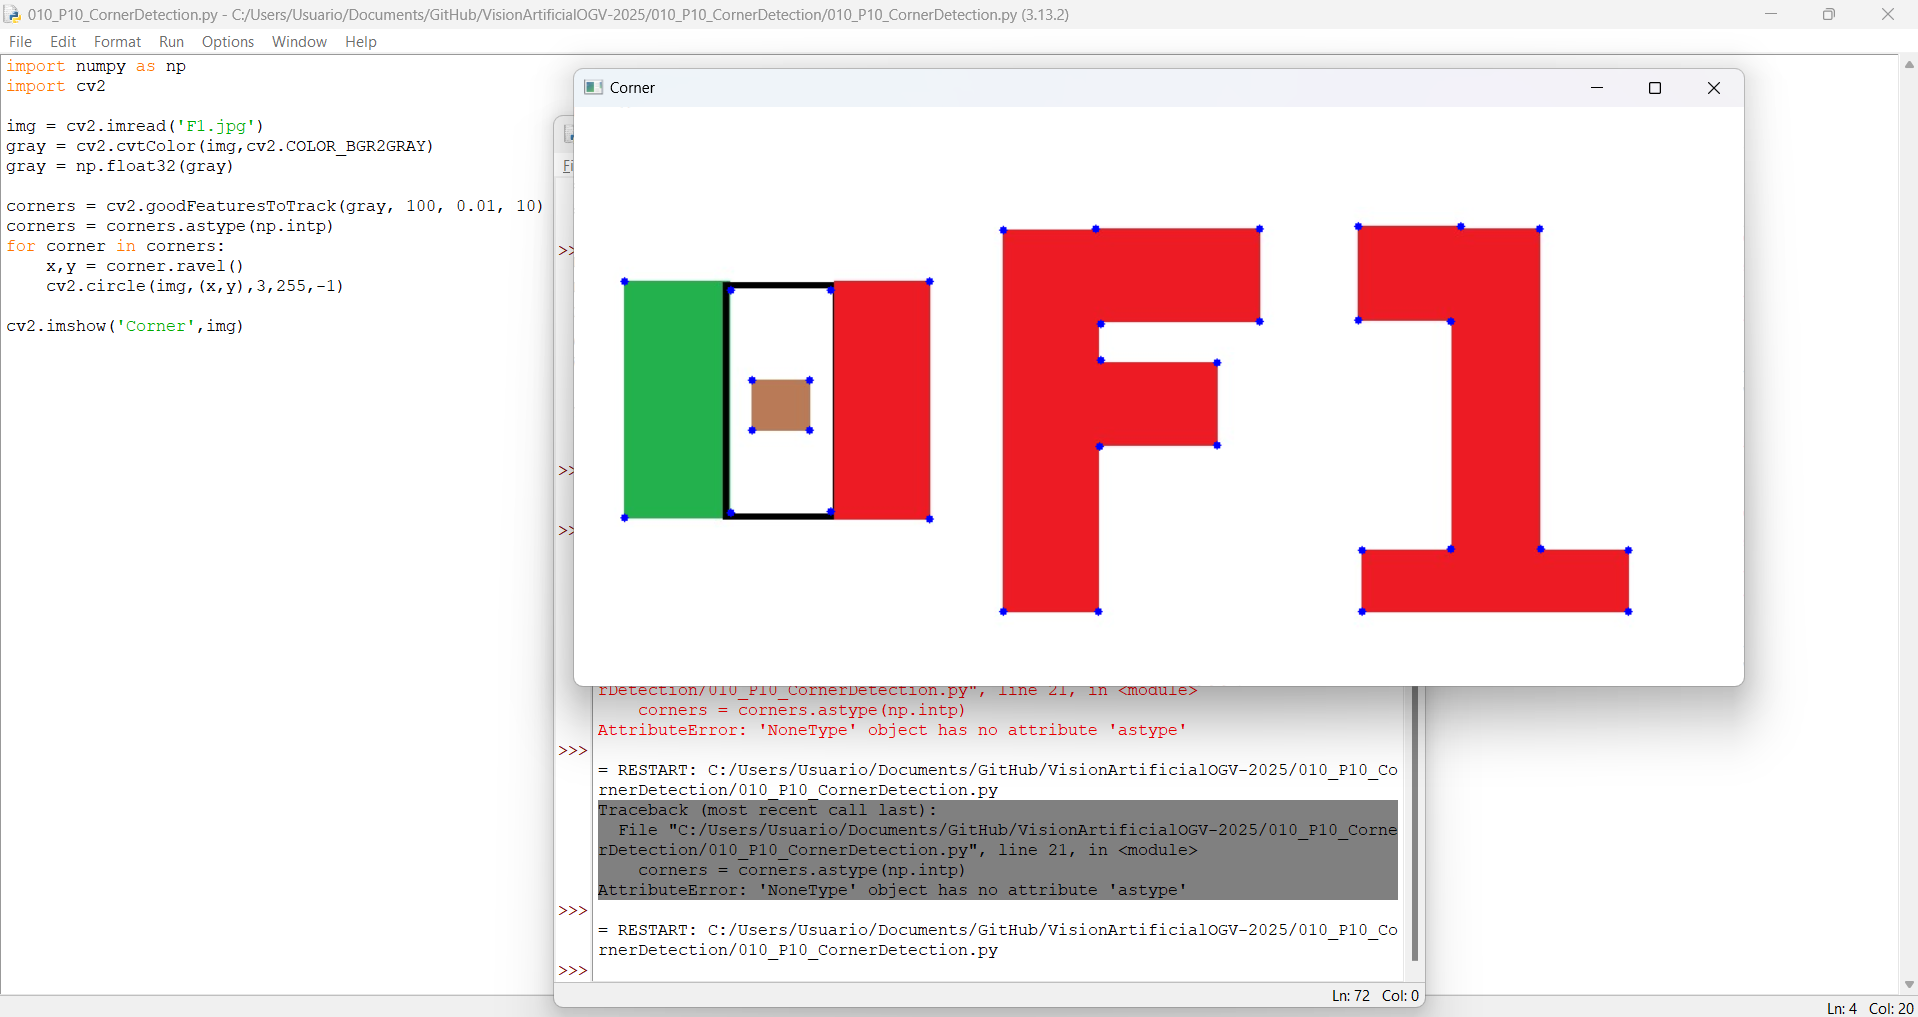 010_P10_CornerDetection.py - C:/Users/Usuario/Documents/GitHub/VisionArtificialOGV-2025/010_P10_CornerDetection/010_P10_CornerDetection.py (3.13.2)
File Edit Format Run Options Window Help
import numpy as np
import cv2
img = cv2.imread('F1.jpg')
gray = cv2.cvtColor(img,cv2.COLOR_BGR2GRAY)
gray = np.float32(gray)
corners = cv2.goodFeaturesToTrack(gray, 100, 0.01, 10)
corners = corners.astype(np.intp)
for corner in corners:
    x,y = corner.ravel()
    cv2.circle(img,(x,y),3,255,-1)
cv2.imshow('Corner',img)
Corner
F1
>>
>>
>>
rDetection/010_P10_CornerDetection.py", line 21, in <module>
    corners = corners.astype(np.intp)
AttributeError: 'NoneType' object has no attribute 'astype'
>>>
= RESTART: C:/Users/Usuario/Documents/GitHub/VisionArtificialOGV-2025/010_P10_Co
rnerDetection/010_P10_CornerDetection.py
Traceback (most recent call last):
  File "C:/Users/Usuario/Documents/GitHub/VisionArtificialOGV-2025/010_P10_Corne
rDetection/010_P10_CornerDetection.py", line 21, in <module>
    corners = corners.astype(np.intp)
AttributeError: 'NoneType' object has no attribute 'astype'
>>>
= RESTART: C:/Users/Usuario/Documents/GitHub/VisionArtificialOGV-2025/010_P10_Co
rnerDetection/010_P10_CornerDetection.py
>>>
Ln: 72 Col: 0
Ln: 4 Col: 20